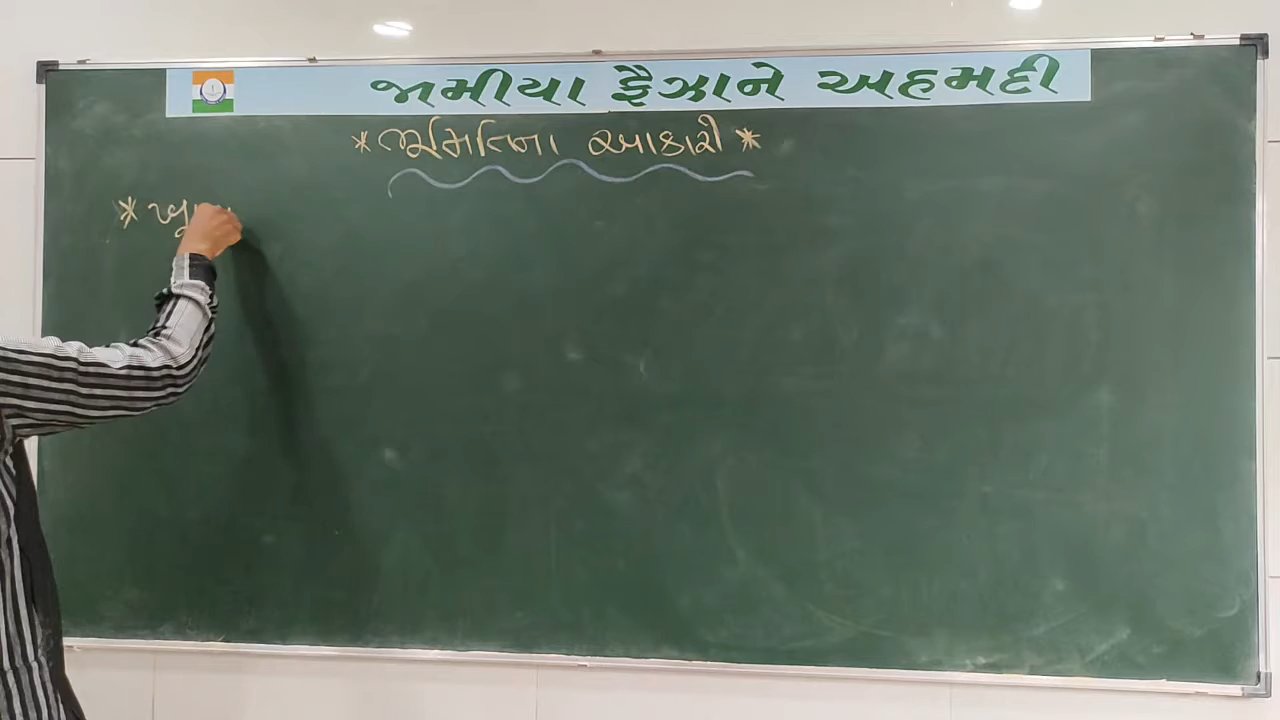 જામીયા ફૈઝાને અહમદી
* ભૂમિતિના આકારો *
* ખૂ